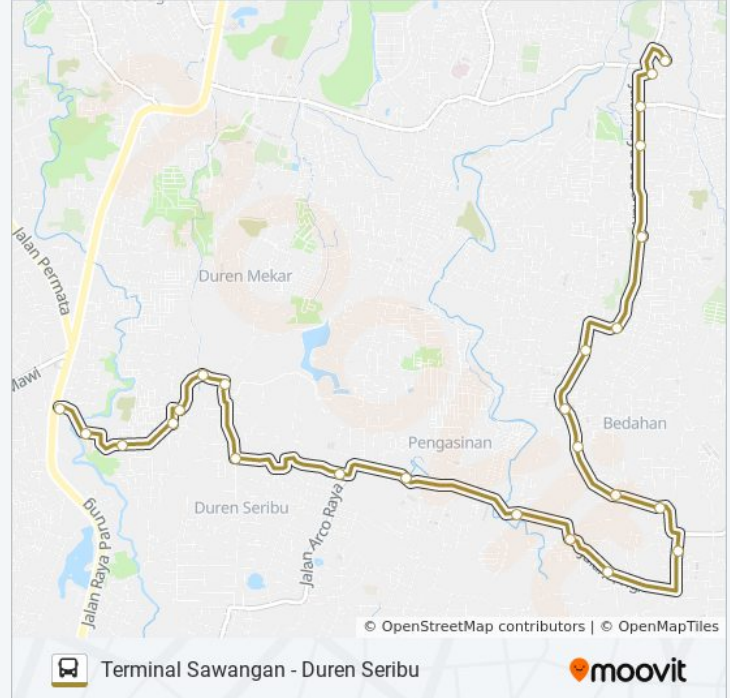 Duren Mekar
Jalan Permata
Mawi
Bedahan
Pengasinan
Duren Seribu
Jalan Arco Raya
Jalan Raya Parung
© OpenStreetMap contributors | © OpenMapTiles
Terminal Sawangan - Duren Seribu
moovit